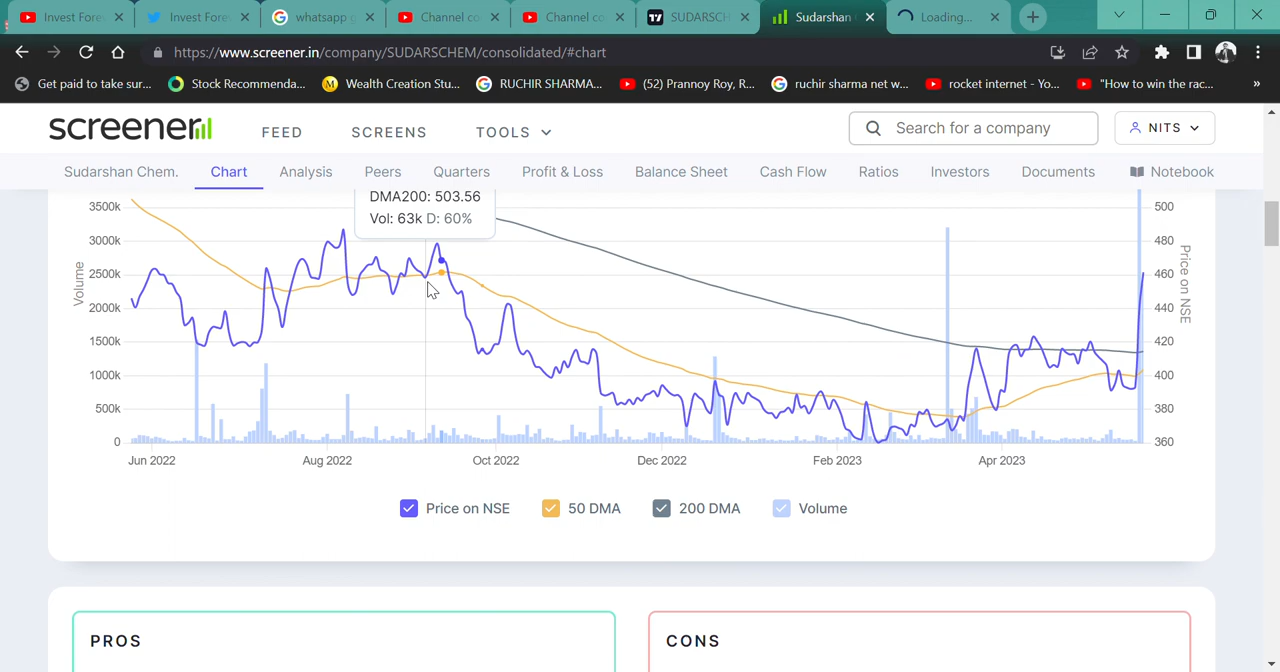 Invest Fore
Invest Fore
whatsapp g
Channel co
Channel co
SUDARSCH
Sudarshan
Loading...
https://www.screener.in/company/SUDARSCHEM/consolidated/#chart
Get paid to take sur...
Stock Recommenda...
Wealth Creation Stu...
RUCHIR SHARMA...
(52) Prannoy Roy, R...
ruchir sharma net w...
rocket internet - Yo...
"How to win the rac...
»
screener
FEED
SCREENS
TOOLS
Search for a company
NITS
Sudarshan Chem.
Chart
Analysis
Peers
Quarters
Profit & Loss
Balance Sheet
Cash Flow
Ratios
Investors
Documents
Notebook
DMA200: 503.56
Vol: 63k D: 60%
3500k
3000k
2500k
2000k
1500k
1000k
500k
0
Volume
500
480
460
440
420
400
380
360
Price on NSE
Jun 2022
Aug 2022
Oct 2022
Dec 2022
Feb 2023
Apr 2023
Price on NSE
50 DMA
200 DMA
Volume
PROS
CONS